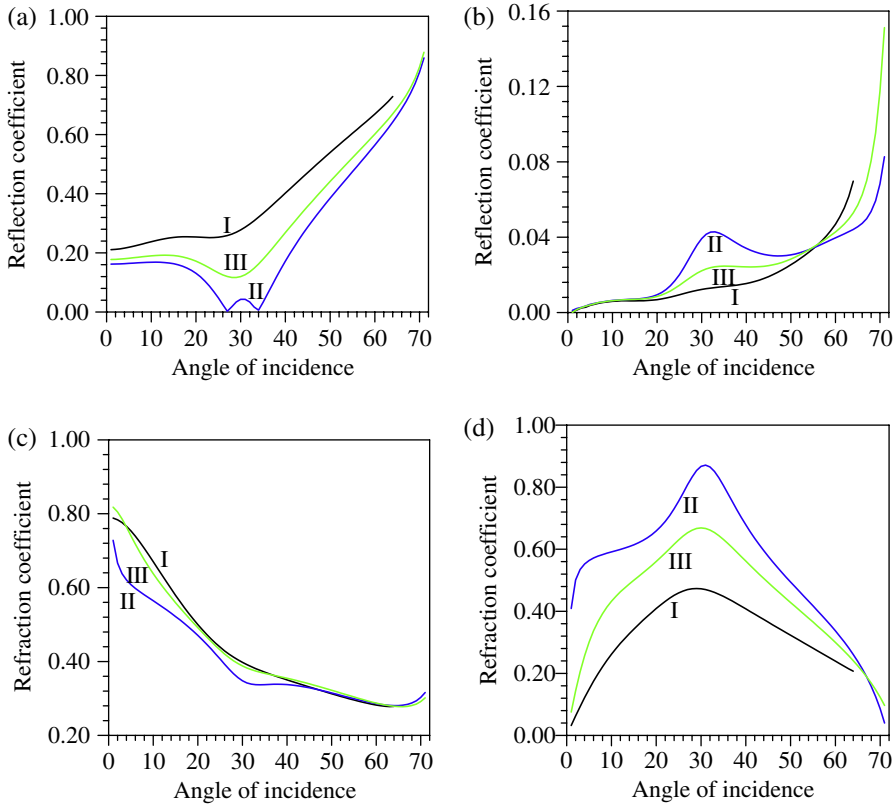 (a)
1.00
0.80
0.60
0.40
0.20
0.00
Reflection coefficient
I
III
II
0 10 20 30 40 50 60 70
Angle of incidence
(b)
0.16
0.12
0.08
0.04
0.00
Reflection coefficient
II
III
I
0 10 20 30 40 50 60 70
Angle of incidence
(c)
1.00
0.80
0.60
0.40
0.20
Refraction coefficient
I
III
II
0 10 20 30 40 50 60 70
Angle of incidence
(d)
1.00
0.80
0.60
0.40
0.20
0.00
Refraction coefficient
II
III
I
0 10 20 30 40 50 60 70
Angle of incidence